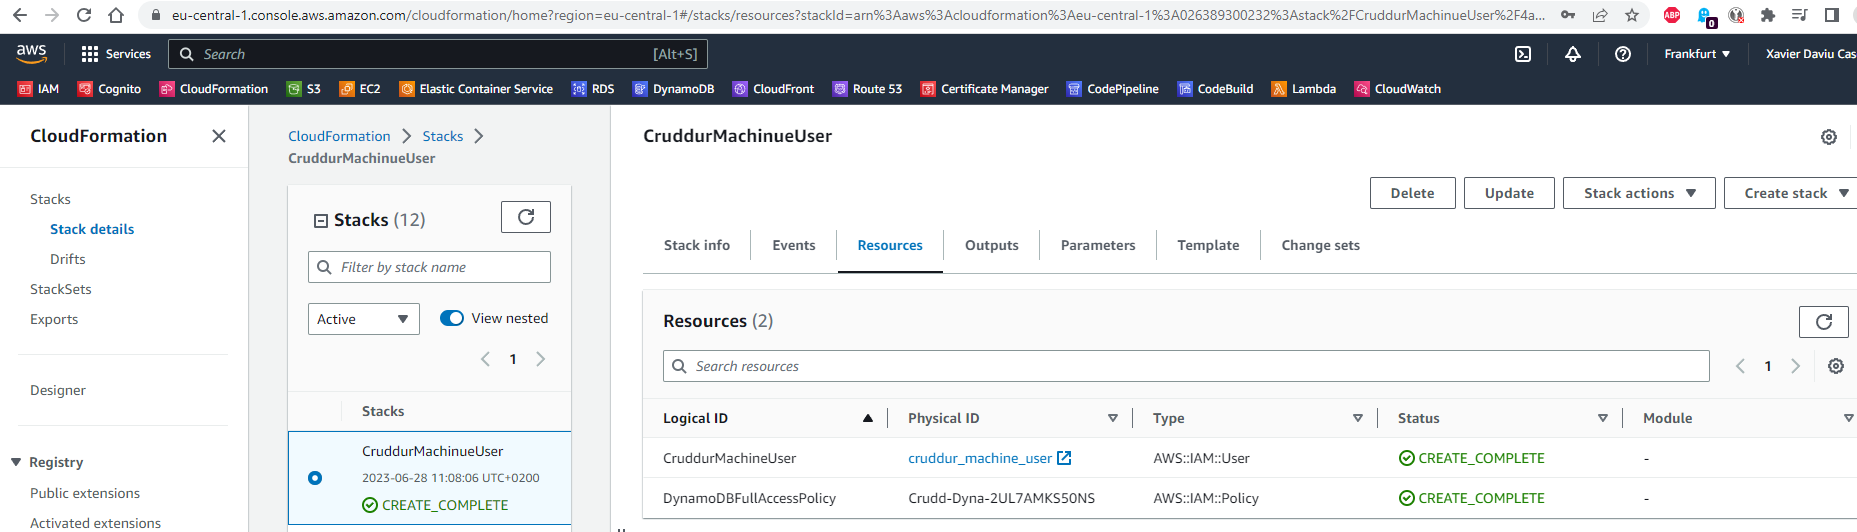 eu-central-1.console.aws.amazon.com/cloudformation/home?region=eu-central-1#/stacks/resources?stackId=arn%3Aaws%3Acloudformation%3Aeu-central-1%3A026389300232%3Astack%2FCruddurMachinueUser%2F4a...
ABP
0
aws
Services
Search
[Alt+S]
Frankfurt
Xavier Daviu Cas
IAM
Cognito
CloudFormation
S3
EC2
Elastic Container Service
RDS
DynamoDB
CloudFront
Route 53
Certificate Manager
CodePipeline
CodeBuild
Lambda
CloudWatch
CloudFormation
Stacks
Stack details
Drifts
StackSets
Exports
Designer
Registry
Public extensions
Activated extensions
CloudFormation
Stacks
CruddurMachinueUser
Stacks (12)
Filter by stack name
Active
View nested
1
Stacks
CruddurMachinueUser
2023-06-28 11:08:06 UTC+0200
CREATE_COMPLETE
CruddurMachinueUser
Delete
Update
Stack actions
Create stack
Stack info
Events
Resources
Outputs
Parameters
Template
Change sets
Resources (2)
Search resources
1
Logical ID
Physical ID
Type
Status
Module
CruddurMachineUser
cruddur_machine_user
AWS::IAM::User
CREATE_COMPLETE
-
DynamoDBFullAccessPolicy
Crudd-Dyna-2UL7AMKS50NS
AWS::IAM::Policy
CREATE_COMPLETE
-